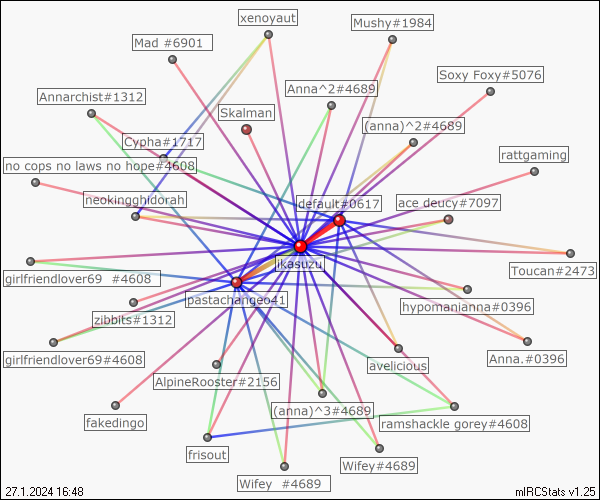 xenoyaut
Mushy#1984
Mad #6901
Soxy Foxy#5076
Anna^2#4689
Annarchist#1312
Skalman
(anna)^2#4689
Cypha#1717
rattgaming
no cops no laws no hope#4608
neokingghidorah
default#0617
ace deucy#7097
ikasuzu
Toucan#2473
girlfriendlover69 #4608
pastachange041
hypomanianna#0396
zibbits#1312
girlfriendlover69#4608
Anna.#0396
avelicious
AlpineRooster#2156
(anna)^3#4689
fakedingo
ramshackle gorey#4608
frisout
Wifey#4689
Wifey #4689
27.1.2024 16:48
mIRCStats v1.25